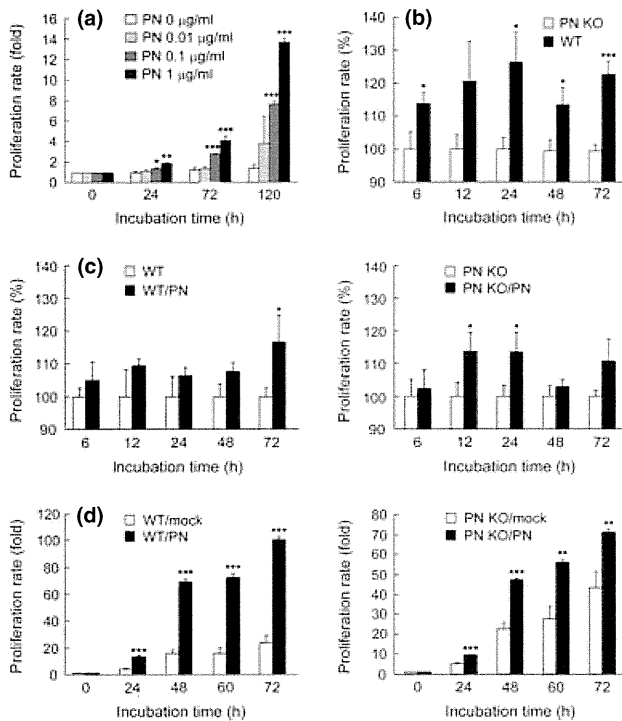 (a)
PN 0 µg/ml
PN 0.01 µg/ml
PN 0.1 µg/ml
PN 1 µg/ml
Proliferation rate (fold)
16
14
12
10
8
6
4
2
0
* ** *** *** *** ***
0 24 72 120
Incubation time (h)
(b)
PN KO
WT
Proliferation rate (%)
140
130
120
110
100
90
* * * ***
6 12 24 48 72
Incubation time (h)
(c)
WT
WT/PN
Proliferation rate (%)
140
130
120
110
100
90
*
6 12 24 48 72
Incubation time (h)
PN KO
PN KO/PN
Proliferation rate (%)
140
130
120
110
100
90
* *
6 12 24 48 72
Incubation time (h)
(d)
WT/mock
WT/PN
Proliferation rate (fold)
120
100
80
60
40
20
0
*** *** *** ***
0 24 48 60 72
Incubation time (h)
PN KO/mock
PN KO/PN
Proliferation rate (fold)
80
70
60
50
40
30
20
10
0
*** *** ** **
0 24 48 60 72
Incubation time (h)